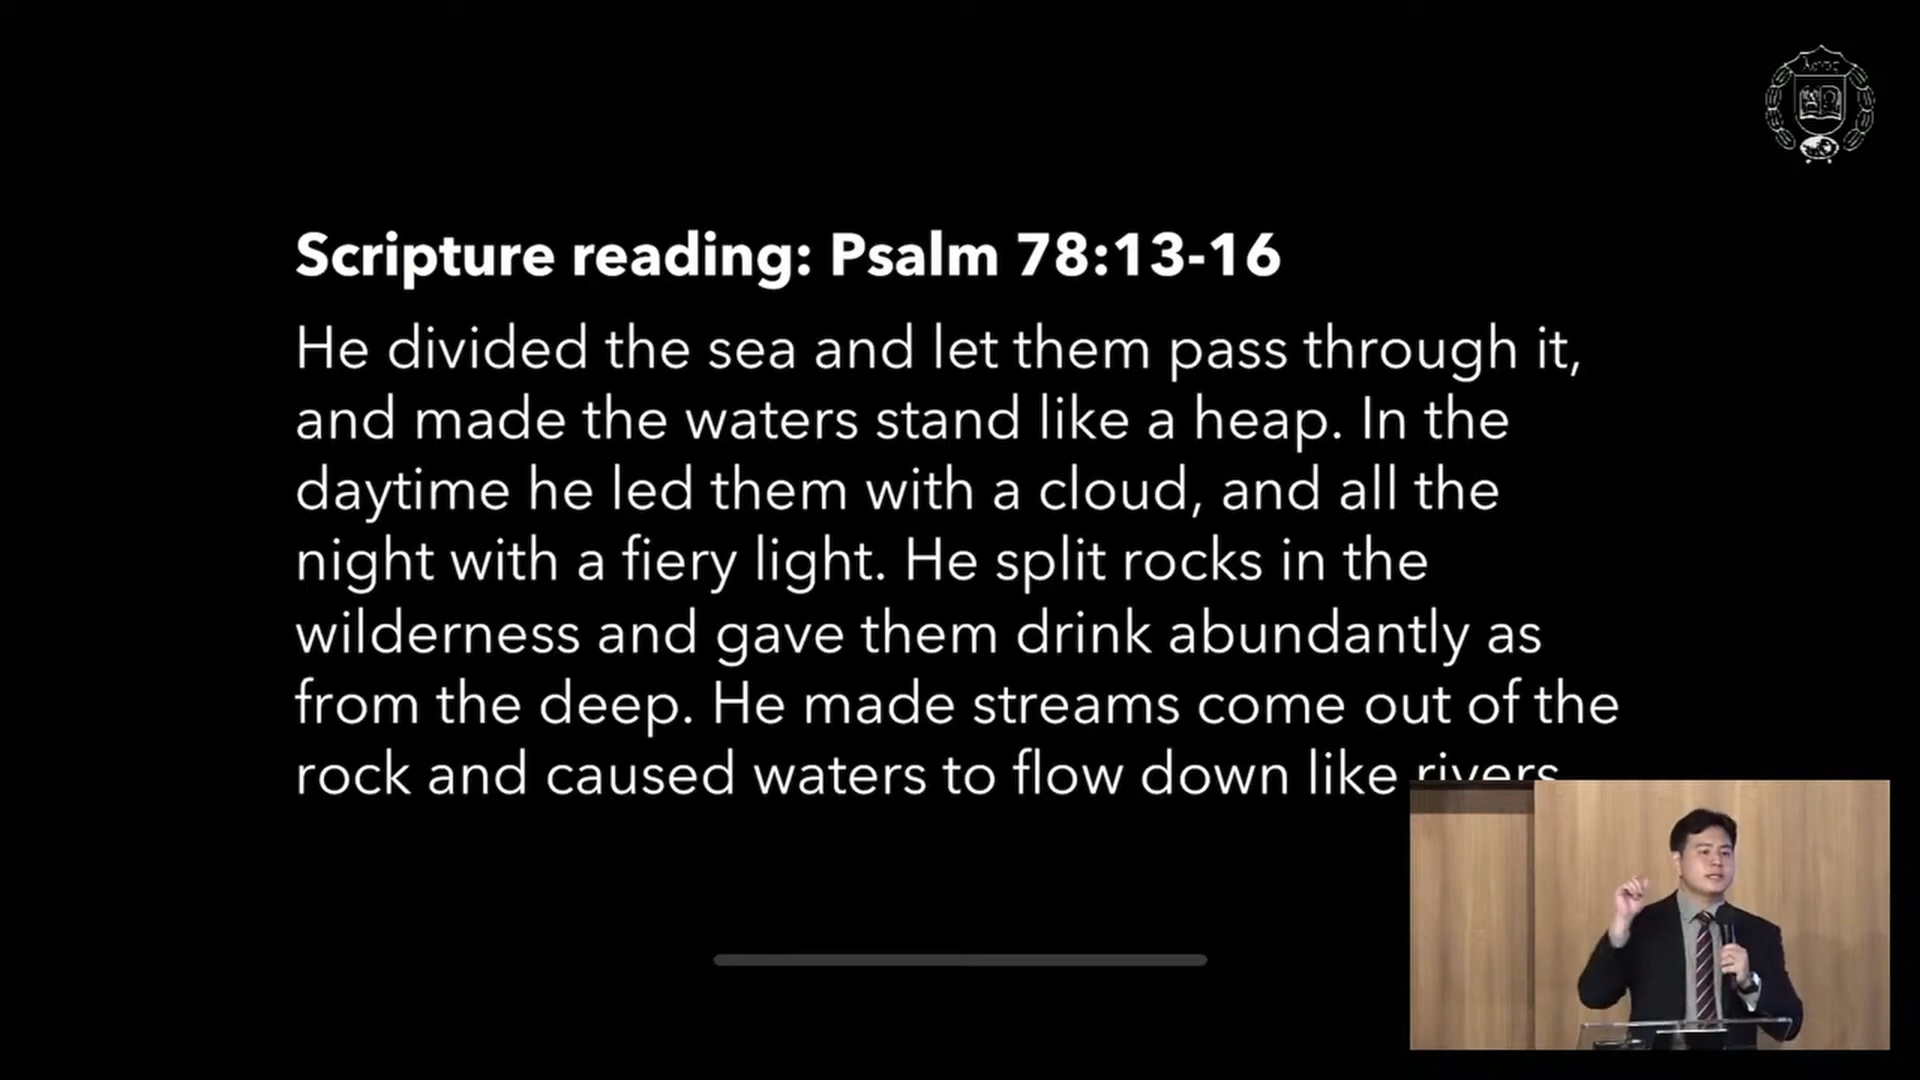 Scripture reading: Psalm 78:13-16
He divided the sea and let them pass through it,
and made the waters stand like a heap. In the
daytime he led them with a cloud, and all the
night with a fiery light. He split rocks in the
wilderness and gave them drink abundantly as
from the deep. He made streams come out of the
rock and caused waters to flow down like rivers